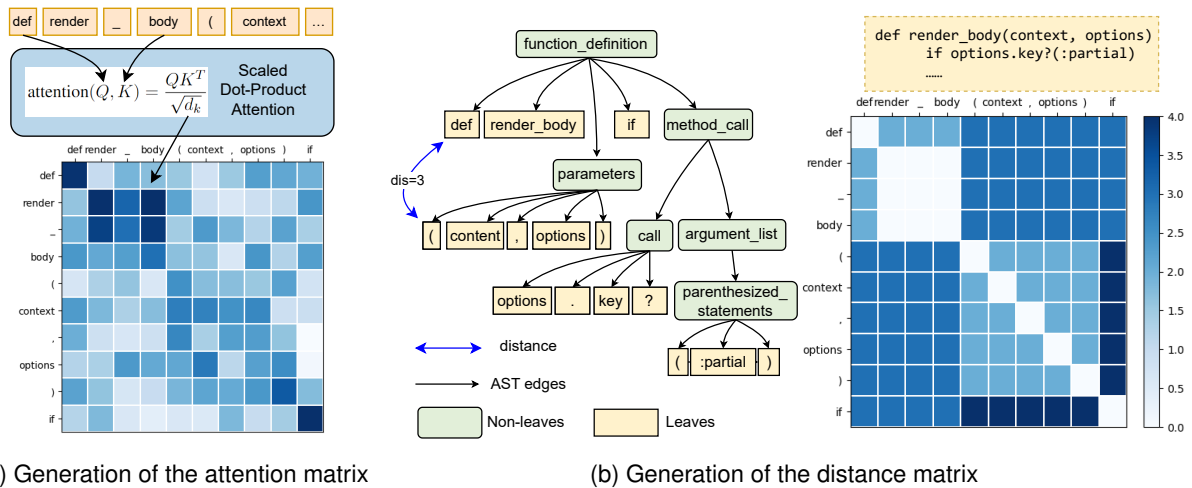 def render _ body ( context ...
attention(Q, K) = QK^T / √d_k
Scaled
Dot-Product
Attention
def render _ body ( context , options ) if
def
render
_
body
(
context
,
options
)
if
function_definition
def render_body if method_call
dis=3
parameters
( content , options )
call argument_list
options . key ?
parenthesized_
statements
( :partial )
distance
AST edges
Non-leaves Leaves
def render_body(context, options)
if options.key?(:partial)
......
def render _ body ( context , options ) if
def
render
_
body
(
context
,
options
)
if
4.0
3.5
3.0
2.5
2.0
1.5
1.0
0.5
0.0
) Generation of the attention matrix
(b) Generation of the distance matrix